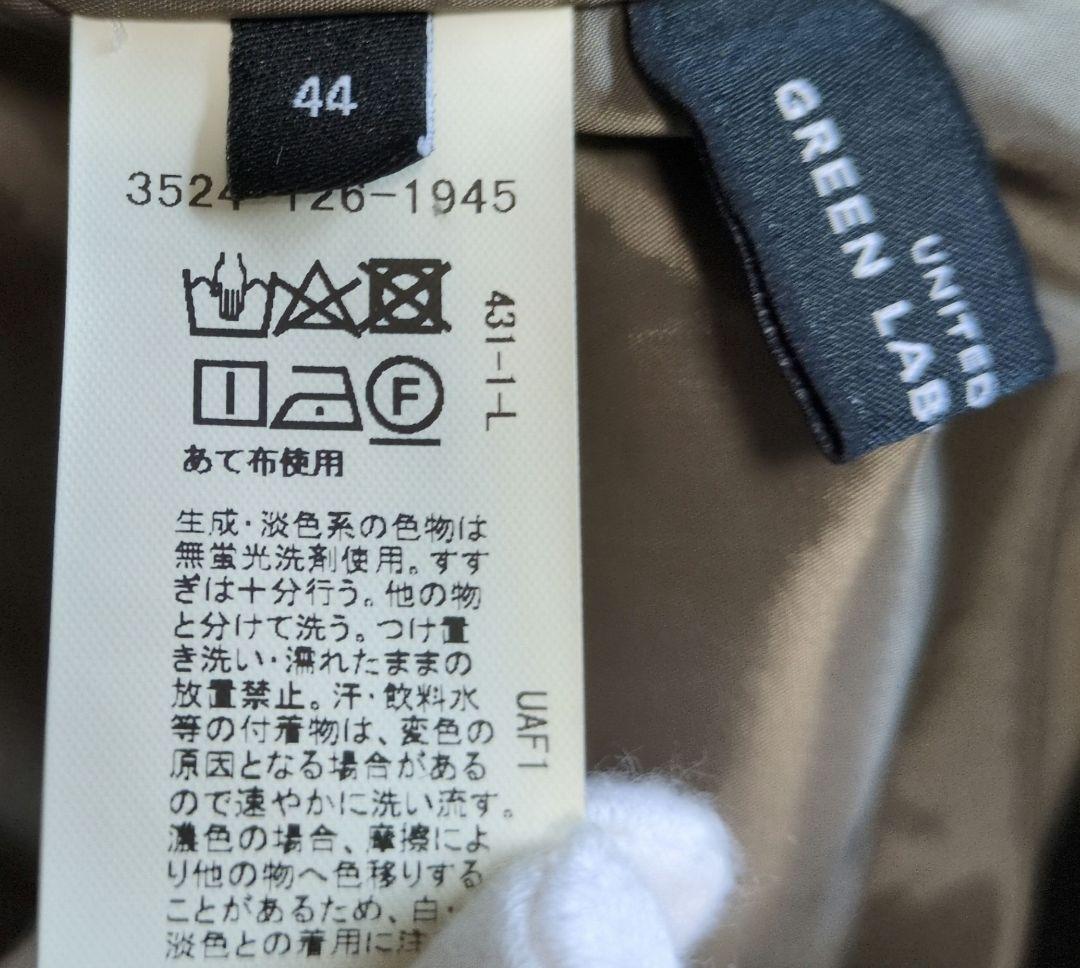 44
3524-126-1945
431-1-L
I
F
あて布使用
生成・淡色系の色物は
無蛍光洗剤使用。すす
ぎは十分行う。他の物
と分けて洗う。つけ置
き洗い・濡れたままの
放置禁止。汗・飲料水
等の付着物は、変色の
原因となる場合がある
ので速やかに洗い流す。
濃色の場合、摩擦によ
り他の物へ色移りする
ことがあるため、白・
淡色との着用に注
UAF1
UNITED
GREEN LAB